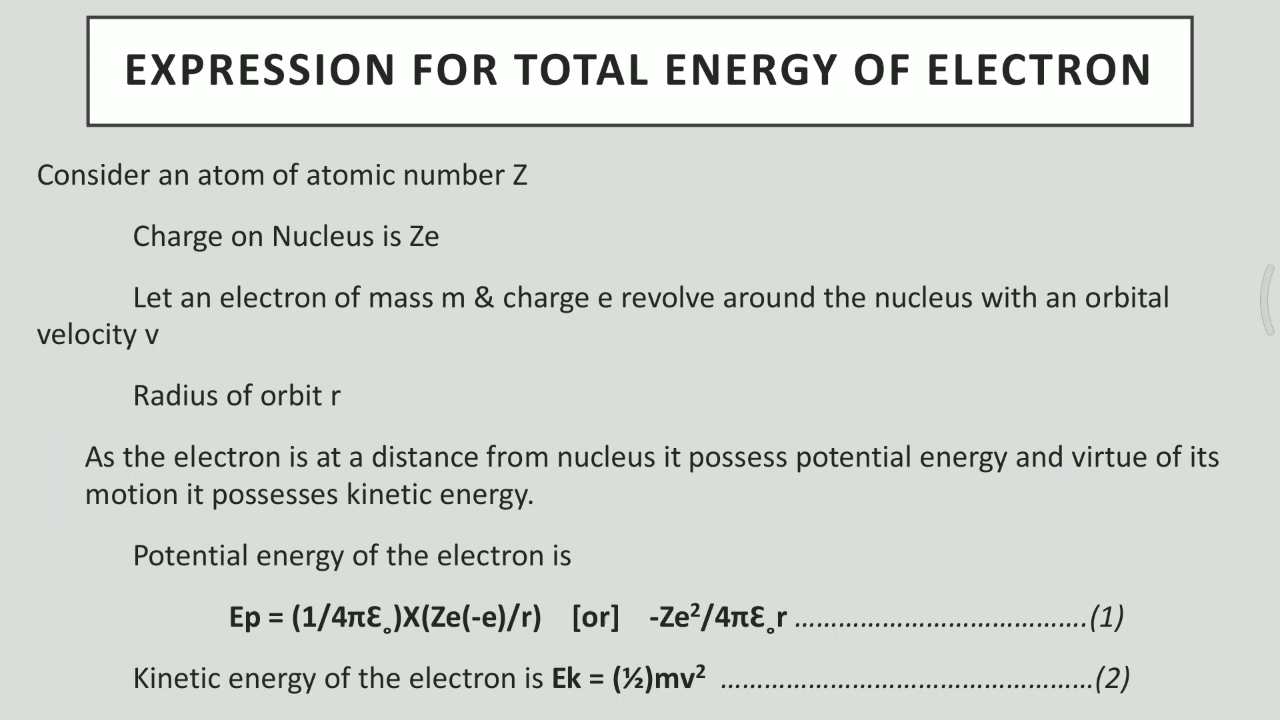 EXPRESSION FOR TOTAL ENERGY OF ELECTRON
Consider an atom of atomic number Z
Charge on Nucleus is Ze
Let an electron of mass m & charge e revolve around the nucleus with an orbital
velocity v
Radius of orbit r
As the electron is at a distance from nucleus it possess potential energy and virtue of its
motion it possesses kinetic energy.
Potential energy of the electron is
Ep = (1/4πƐ˳)X(Ze(-e)/r) [or] -Ze²/4πƐ˳r ………………………………….(1)
Kinetic energy of the electron is Ek = (½)mv² ……………………………………………(2)